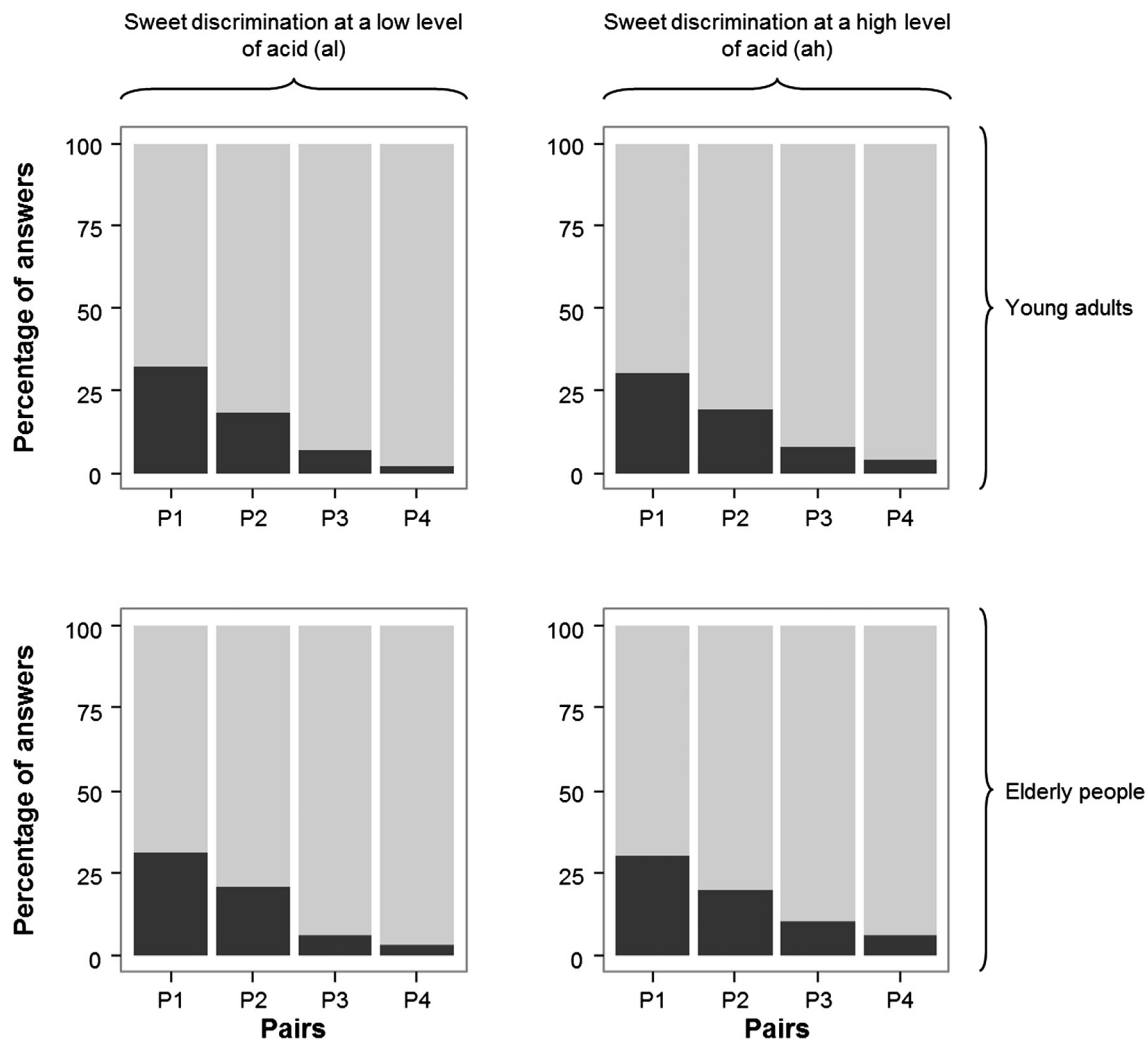 Sweet discrimination at a low level
of acid (al)
Sweet discrimination at a high level
of acid (ah)
Percentage of answers
100
75
50
25
0
P1 P2 P3 P4
100
75
50
25
0
P1 P2 P3 P4
Young adults
Percentage of answers
100
75
50
25
0
P1 P2 P3 P4
Pairs
100
75
50
25
0
P1 P2 P3 P4
Pairs
Elderly people